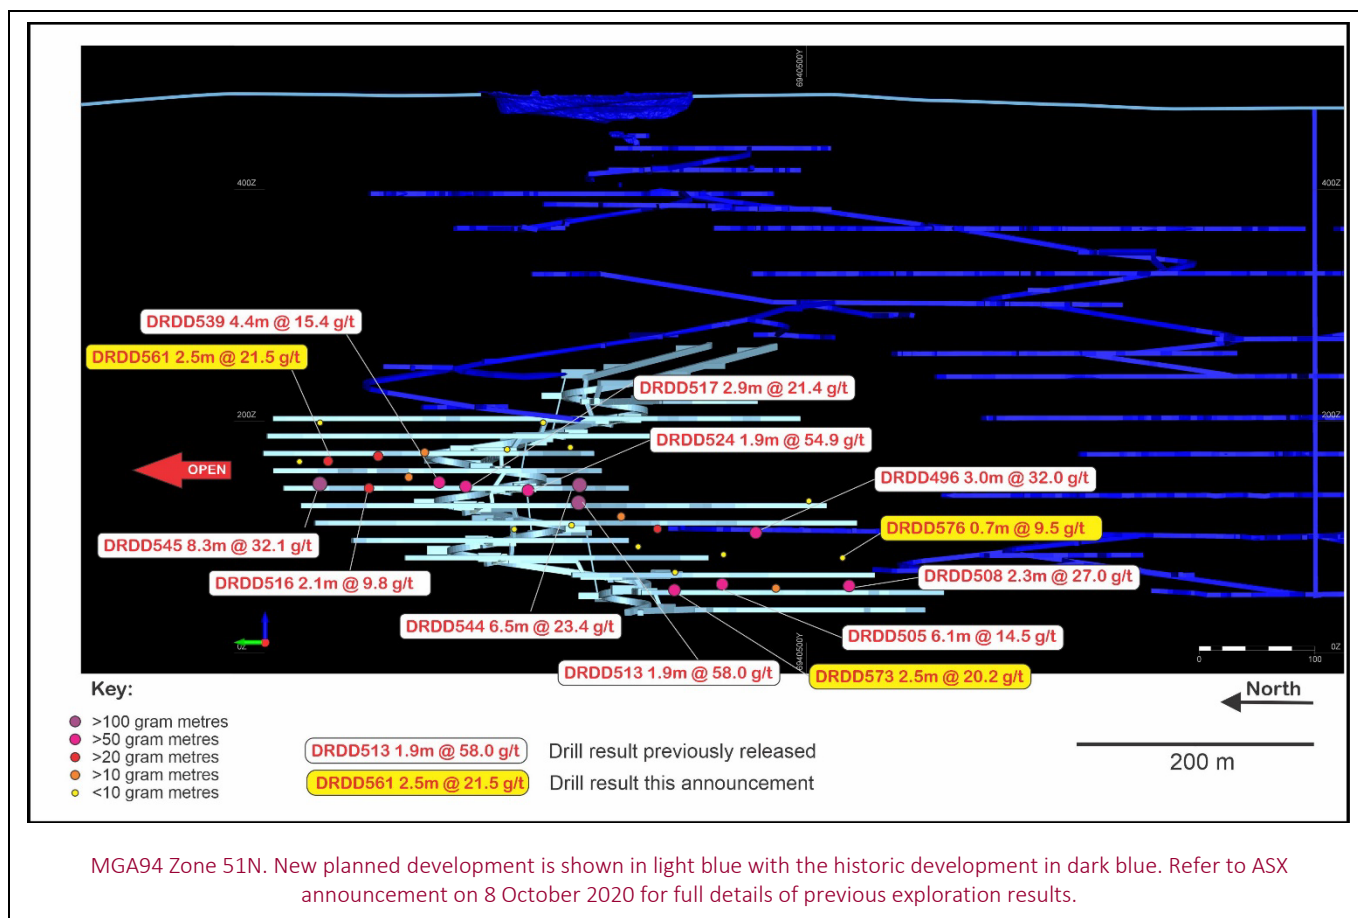 6940500Y
400Z
400Z
DRDD539 4.4m @ 15.4 g/t
DRDD561 2.5m @ 21.5 g/t
DRDD517 2.9m @ 21.4 g/t
200Z
200Z
DRDD524 1.9m @ 54.9 g/t
OPEN
DRDD496 3.0m @ 32.0 g/t
DRDD576 0.7m @ 9.5 g/t
DRDD545 8.3m @ 32.1 g/t
DRDD516 2.1m @ 9.8 g/t
DRDD508 2.3m @ 27.0 g/t
DRDD544 6.5m @ 23.4 g/t
DRDD505 6.1m @ 14.5 g/t
6940500Y
0Z
0Z
0
100
DRDD513 1.9m @ 58.0 g/t
DRDD573 2.5m @ 20.2 g/t
Key:
North
>100 gram metres
>50 gram metres
>20 gram metres
>10 gram metres
<10 gram metres
DRDD513 1.9m @ 58.0 g/t Drill result previously released
DRDD561 2.5m @ 21.5 g/t Drill result this announcement
200 m
MGA94 Zone 51N. New planned development is shown in light blue with the historic development in dark blue. Refer to ASX
announcement on 8 October 2020 for full details of previous exploration results.